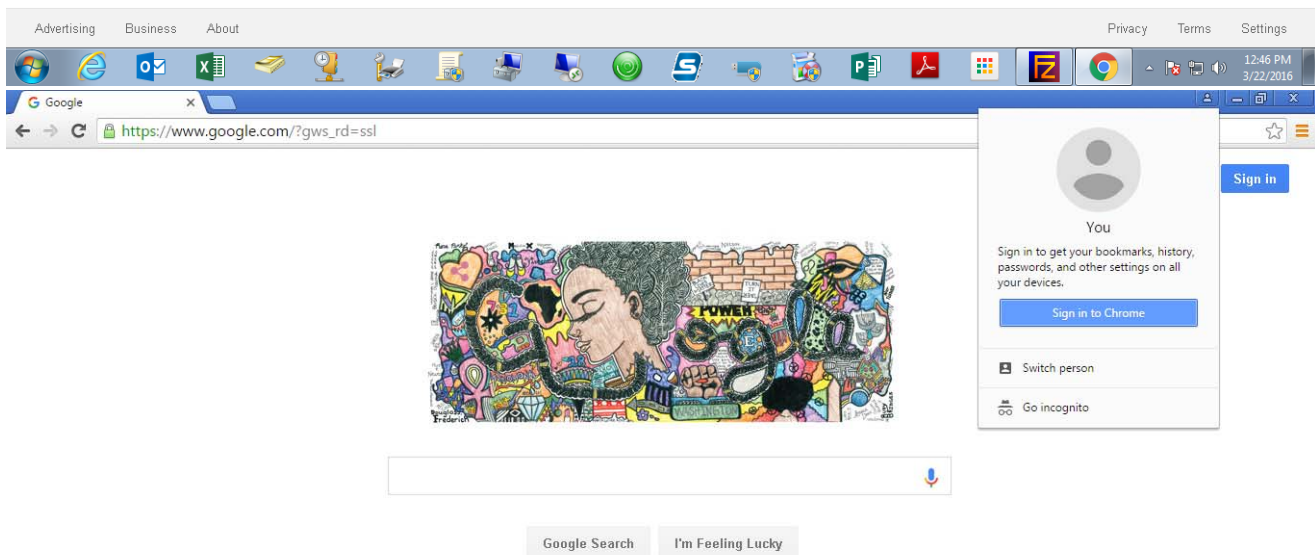 Advertising Business About Privacy Terms Settings
12:46 PM
3/22/2016
G Google
https://www.google.com/?gws_rd=ssl
Sign in
You
Sign in to get your bookmarks, history,
passwords, and other settings on all
your devices.
Sign in to Chrome
Switch person
Go incognito
POWER
WASHINGTON
Frederick
Google Search I'm Feeling Lucky